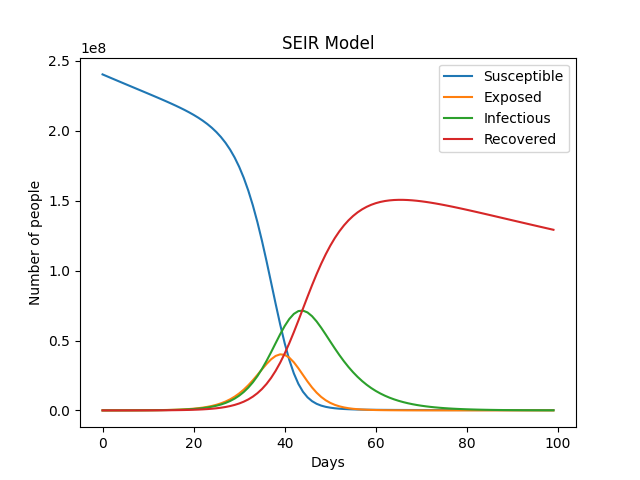 SEIR Model
1e8
2.5
2.0
1.5
1.0
0.5
0.0
Number of people
Susceptible
Exposed
Infectious
Recovered
0 20 40 60 80 100
Days